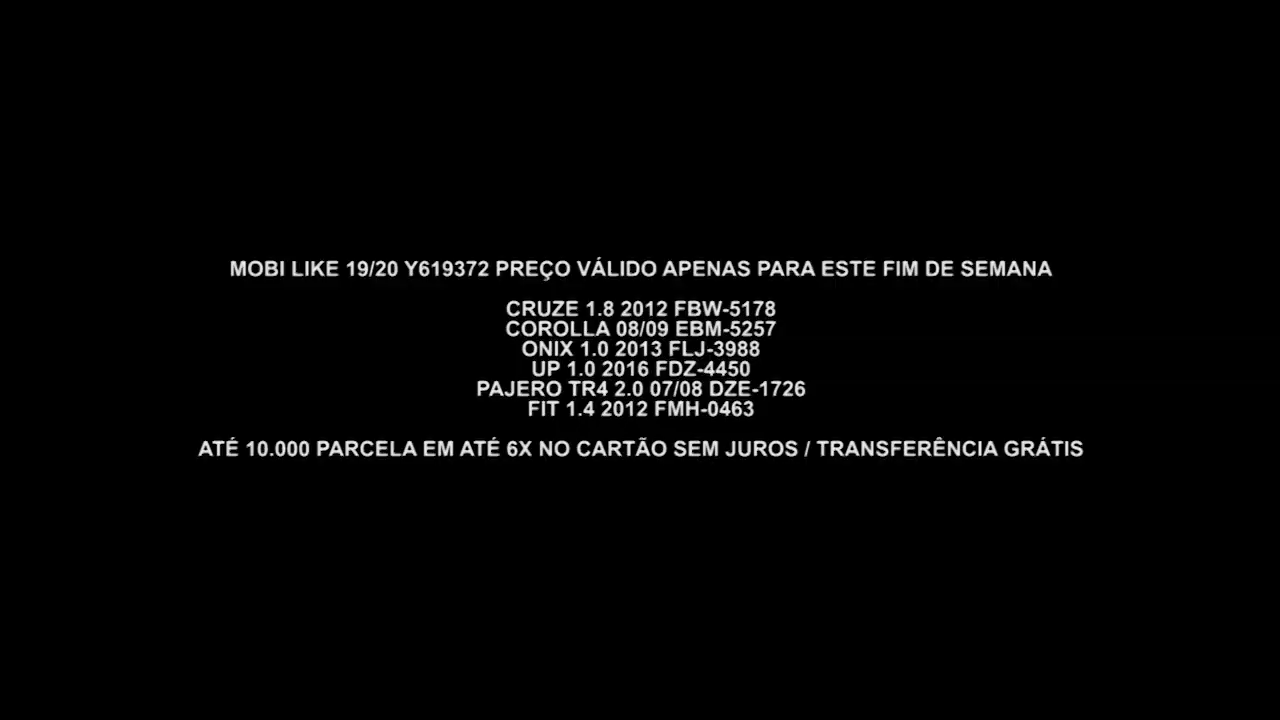 MOBI LIKE 19/20 Y619372 PREÇO VÁLIDO APENAS PARA ESTE FIM DE SEMANA
CRUZE 1.8 2012 FBW-5178
COROLLA 08/09 EBM-5257
ONIX 1.0 2013 FLJ-3988
UP 1.0 2016 FDZ-4450
PAJERO TR4 2.0 07/08 DZE-1726
FIT 1.4 2012 FMH-0463
ATÉ 10.000 PARCELA EM ATÉ 6X NO CARTÃO SEM JUROS / TRANSFERÊNCIA GRÁTIS